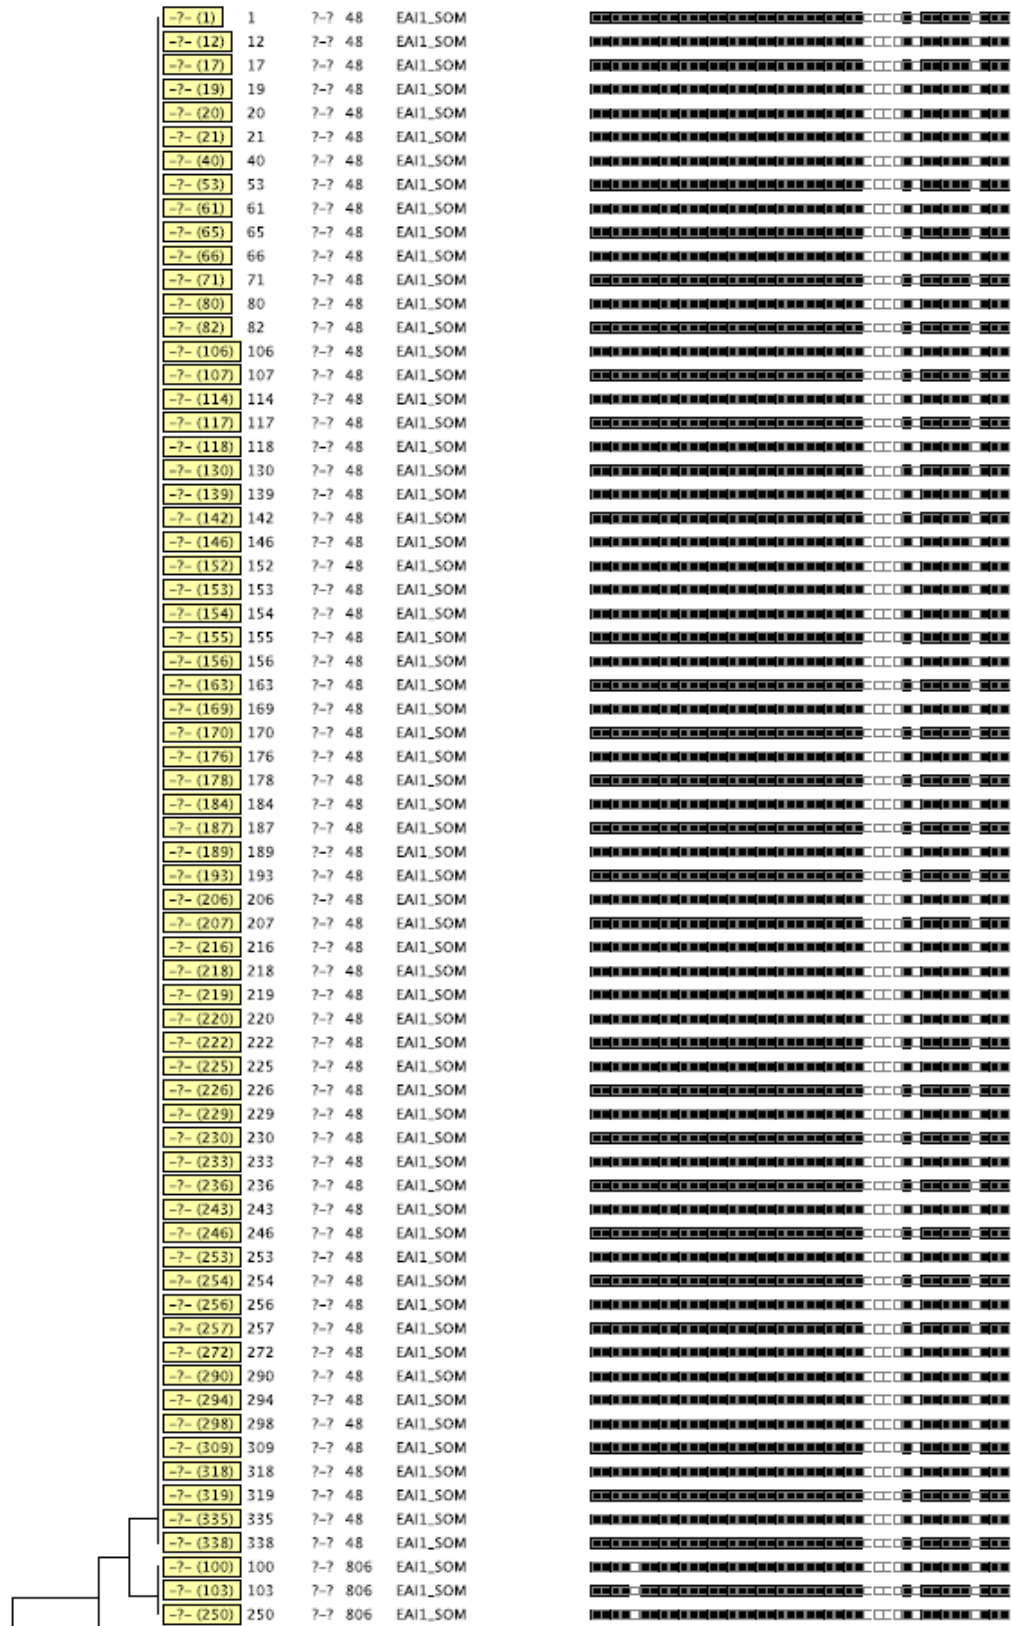 -?- (1) 1 ?-? 48 EAI1_SOM
-?- (12) 12 ?-? 48 EAI1_SOM
-?- (17) 17 ?-? 48 EAI1_SOM
-?- (19) 19 ?-? 48 EAI1_SOM
-?- (20) 20 ?-? 48 EAI1_SOM
-?- (21) 21 ?-? 48 EAI1_SOM
-?- (40) 40 ?-? 48 EAI1_SOM
-?- (53) 53 ?-? 48 EAI1_SOM
-?- (61) 61 ?-? 48 EAI1_SOM
-?- (65) 65 ?-? 48 EAI1_SOM
-?- (66) 66 ?-? 48 EAI1_SOM
-?- (71) 71 ?-? 48 EAI1_SOM
-?- (80) 80 ?-? 48 EAI1_SOM
-?- (82) 82 ?-? 48 EAI1_SOM
-?- (106) 106 ?-? 48 EAI1_SOM
-?- (107) 107 ?-? 48 EAI1_SOM
-?- (114) 114 ?-? 48 EAI1_SOM
-?- (117) 117 ?-? 48 EAI1_SOM
-?- (118) 118 ?-? 48 EAI1_SOM
-?- (130) 130 ?-? 48 EAI1_SOM
-?- (139) 139 ?-? 48 EAI1_SOM
-?- (142) 142 ?-? 48 EAI1_SOM
-?- (146) 146 ?-? 48 EAI1_SOM
-?- (152) 152 ?-? 48 EAI1_SOM
-?- (153) 153 ?-? 48 EAI1_SOM
-?- (154) 154 ?-? 48 EAI1_SOM
-?- (155) 155 ?-? 48 EAI1_SOM
-?- (156) 156 ?-? 48 EAI1_SOM
-?- (163) 163 ?-? 48 EAI1_SOM
-?- (169) 169 ?-? 48 EAI1_SOM
-?- (170) 170 ?-? 48 EAI1_SOM
-?- (176) 176 ?-? 48 EAI1_SOM
-?- (178) 178 ?-? 48 EAI1_SOM
-?- (184) 184 ?-? 48 EAI1_SOM
-?- (187) 187 ?-? 48 EAI1_SOM
-?- (189) 189 ?-? 48 EAI1_SOM
-?- (193) 193 ?-? 48 EAI1_SOM
-?- (206) 206 ?-? 48 EAI1_SOM
-?- (207) 207 ?-? 48 EAI1_SOM
-?- (216) 216 ?-? 48 EAI1_SOM
-?- (218) 218 ?-? 48 EAI1_SOM
-?- (219) 219 ?-? 48 EAI1_SOM
-?- (220) 220 ?-? 48 EAI1_SOM
-?- (222) 222 ?-? 48 EAI1_SOM
-?- (225) 225 ?-? 48 EAI1_SOM
-?- (226) 226 ?-? 48 EAI1_SOM
-?- (229) 229 ?-? 48 EAI1_SOM
-?- (230) 230 ?-? 48 EAI1_SOM
-?- (233) 233 ?-? 48 EAI1_SOM
-?- (236) 236 ?-? 48 EAI1_SOM
-?- (243) 243 ?-? 48 EAI1_SOM
-?- (246) 246 ?-? 48 EAI1_SOM
-?- (253) 253 ?-? 48 EAI1_SOM
-?- (254) 254 ?-? 48 EAI1_SOM
-?- (256) 256 ?-? 48 EAI1_SOM
-?- (257) 257 ?-? 48 EAI1_SOM
-?- (272) 272 ?-? 48 EAI1_SOM
-?- (290) 290 ?-? 48 EAI1_SOM
-?- (294) 294 ?-? 48 EAI1_SOM
-?- (298) 298 ?-? 48 EAI1_SOM
-?- (309) 309 ?-? 48 EAI1_SOM
-?- (318) 318 ?-? 48 EAI1_SOM
-?- (319) 319 ?-? 48 EAI1_SOM
-?- (335) 335 ?-? 48 EAI1_SOM
-?- (338) 338 ?-? 48 EAI1_SOM
-?- (100) 100 ?-? 806 EAI1_SOM
-?- (103) 103 ?-? 806 EAI1_SOM
-?- (250) 250 ?-? 806 EAI1_SOM